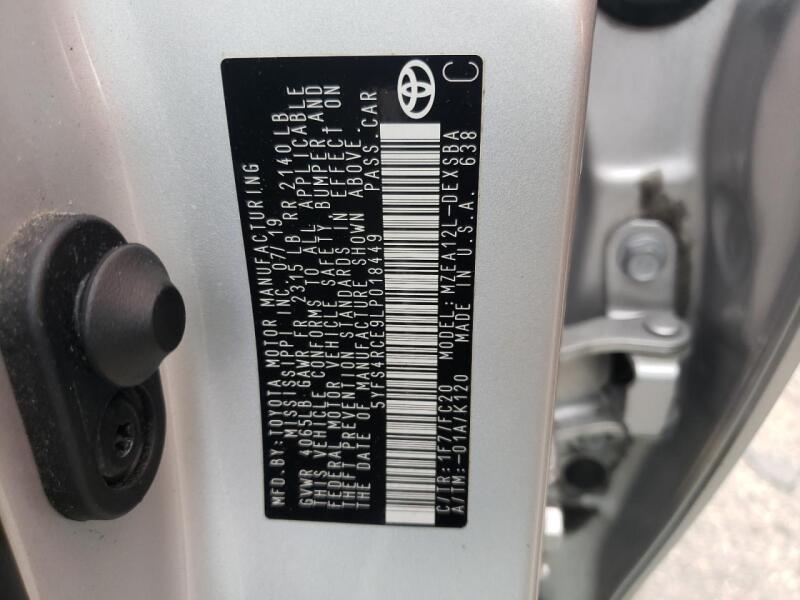 MFD.BY: TOYOTA MOTOR MANUFACTURING
MISSISSIPPI INC. 07/19
GVWR 4065LB GAWR FR 2315 LB RR 2140LB
THIS VEHICLE CONFORMS TO ALL APPLICABLE
FEDERAL MOTOR VEHICLE SAFETY, BUMPER AND
THEFT PREVENTION STANDARDS IN EFFECT ON
THE DATE OF MANUFACTURE SHOWN ABOVE.
5YFS4RCE9LP018449 PASS.CAR
C/TR: 1F7/FC20 MODEL: MZEA12L-DEXSBA
A/TM: -01A/K120 U.S.A. 638
C